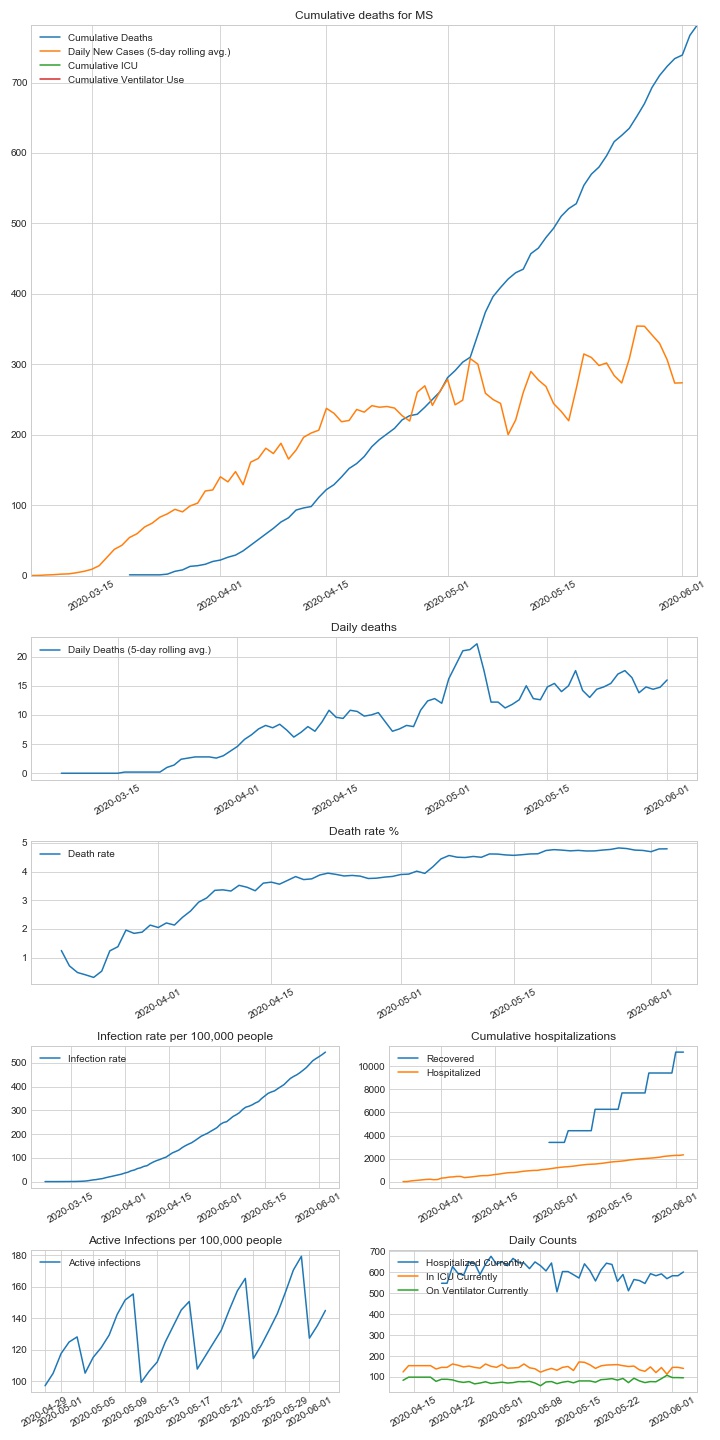 Cumulative deaths for MS
Cumulative Deaths
Daily New Cases (5-day rolling avg.)
Cumulative ICU
Cumulative Ventilator Use
700
600
500
400
300
200
100
0
2020-03-15 2020-04-01 2020-04-15 2020-05-01 2020-05-15 2020-06-01
Daily deaths
Daily Deaths (5-day rolling avg.)
20
15
10
5
0
2020-03-15 2020-04-01 2020-04-15 2020-05-01 2020-05-15 2020-06-01
Death rate %
Death rate
5
4
3
2
1
2020-04-01 2020-04-15 2020-05-01 2020-05-15 2020-06-01
Infection rate per 100,000 people
Infection rate
500
400
300
200
100
0
2020-03-15 2020-04-01 2020-04-15 2020-05-01 2020-05-15 2020-06-01
Cumulative hospitalizations
Recovered
Hospitalized
10000
8000
6000
4000
2000
0
2020-04-01 2020-04-15 2020-05-01 2020-05-15 2020-06-01
Active Infections per 100,000 people
Active infections
180
160
140
120
100
2020-04-29 2020-05-01 2020-05-05 2020-05-09 2020-05-13 2020-05-17 2020-05-21 2020-05-25 2020-05-29 2020-06-01
Daily Counts
Hospitalized Currently
In ICU Currently
On Ventilator Currently
700
600
500
400
300
200
100
2020-04-15 2020-04-22 2020-05-01 2020-05-08 2020-05-15 2020-05-22 2020-06-01